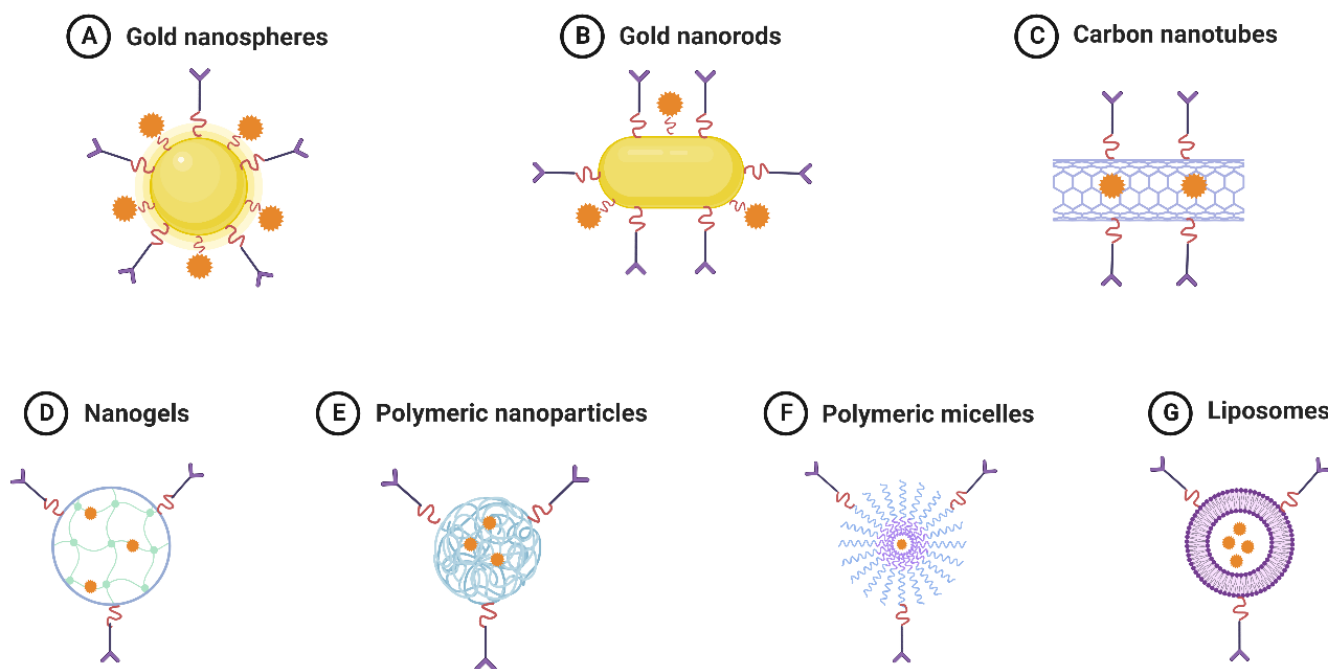 A Gold nanospheres
B Gold nanorods
C Carbon nanotubes
D Nanogels
E Polymeric nanoparticles
F Polymeric micelles
G Liposomes